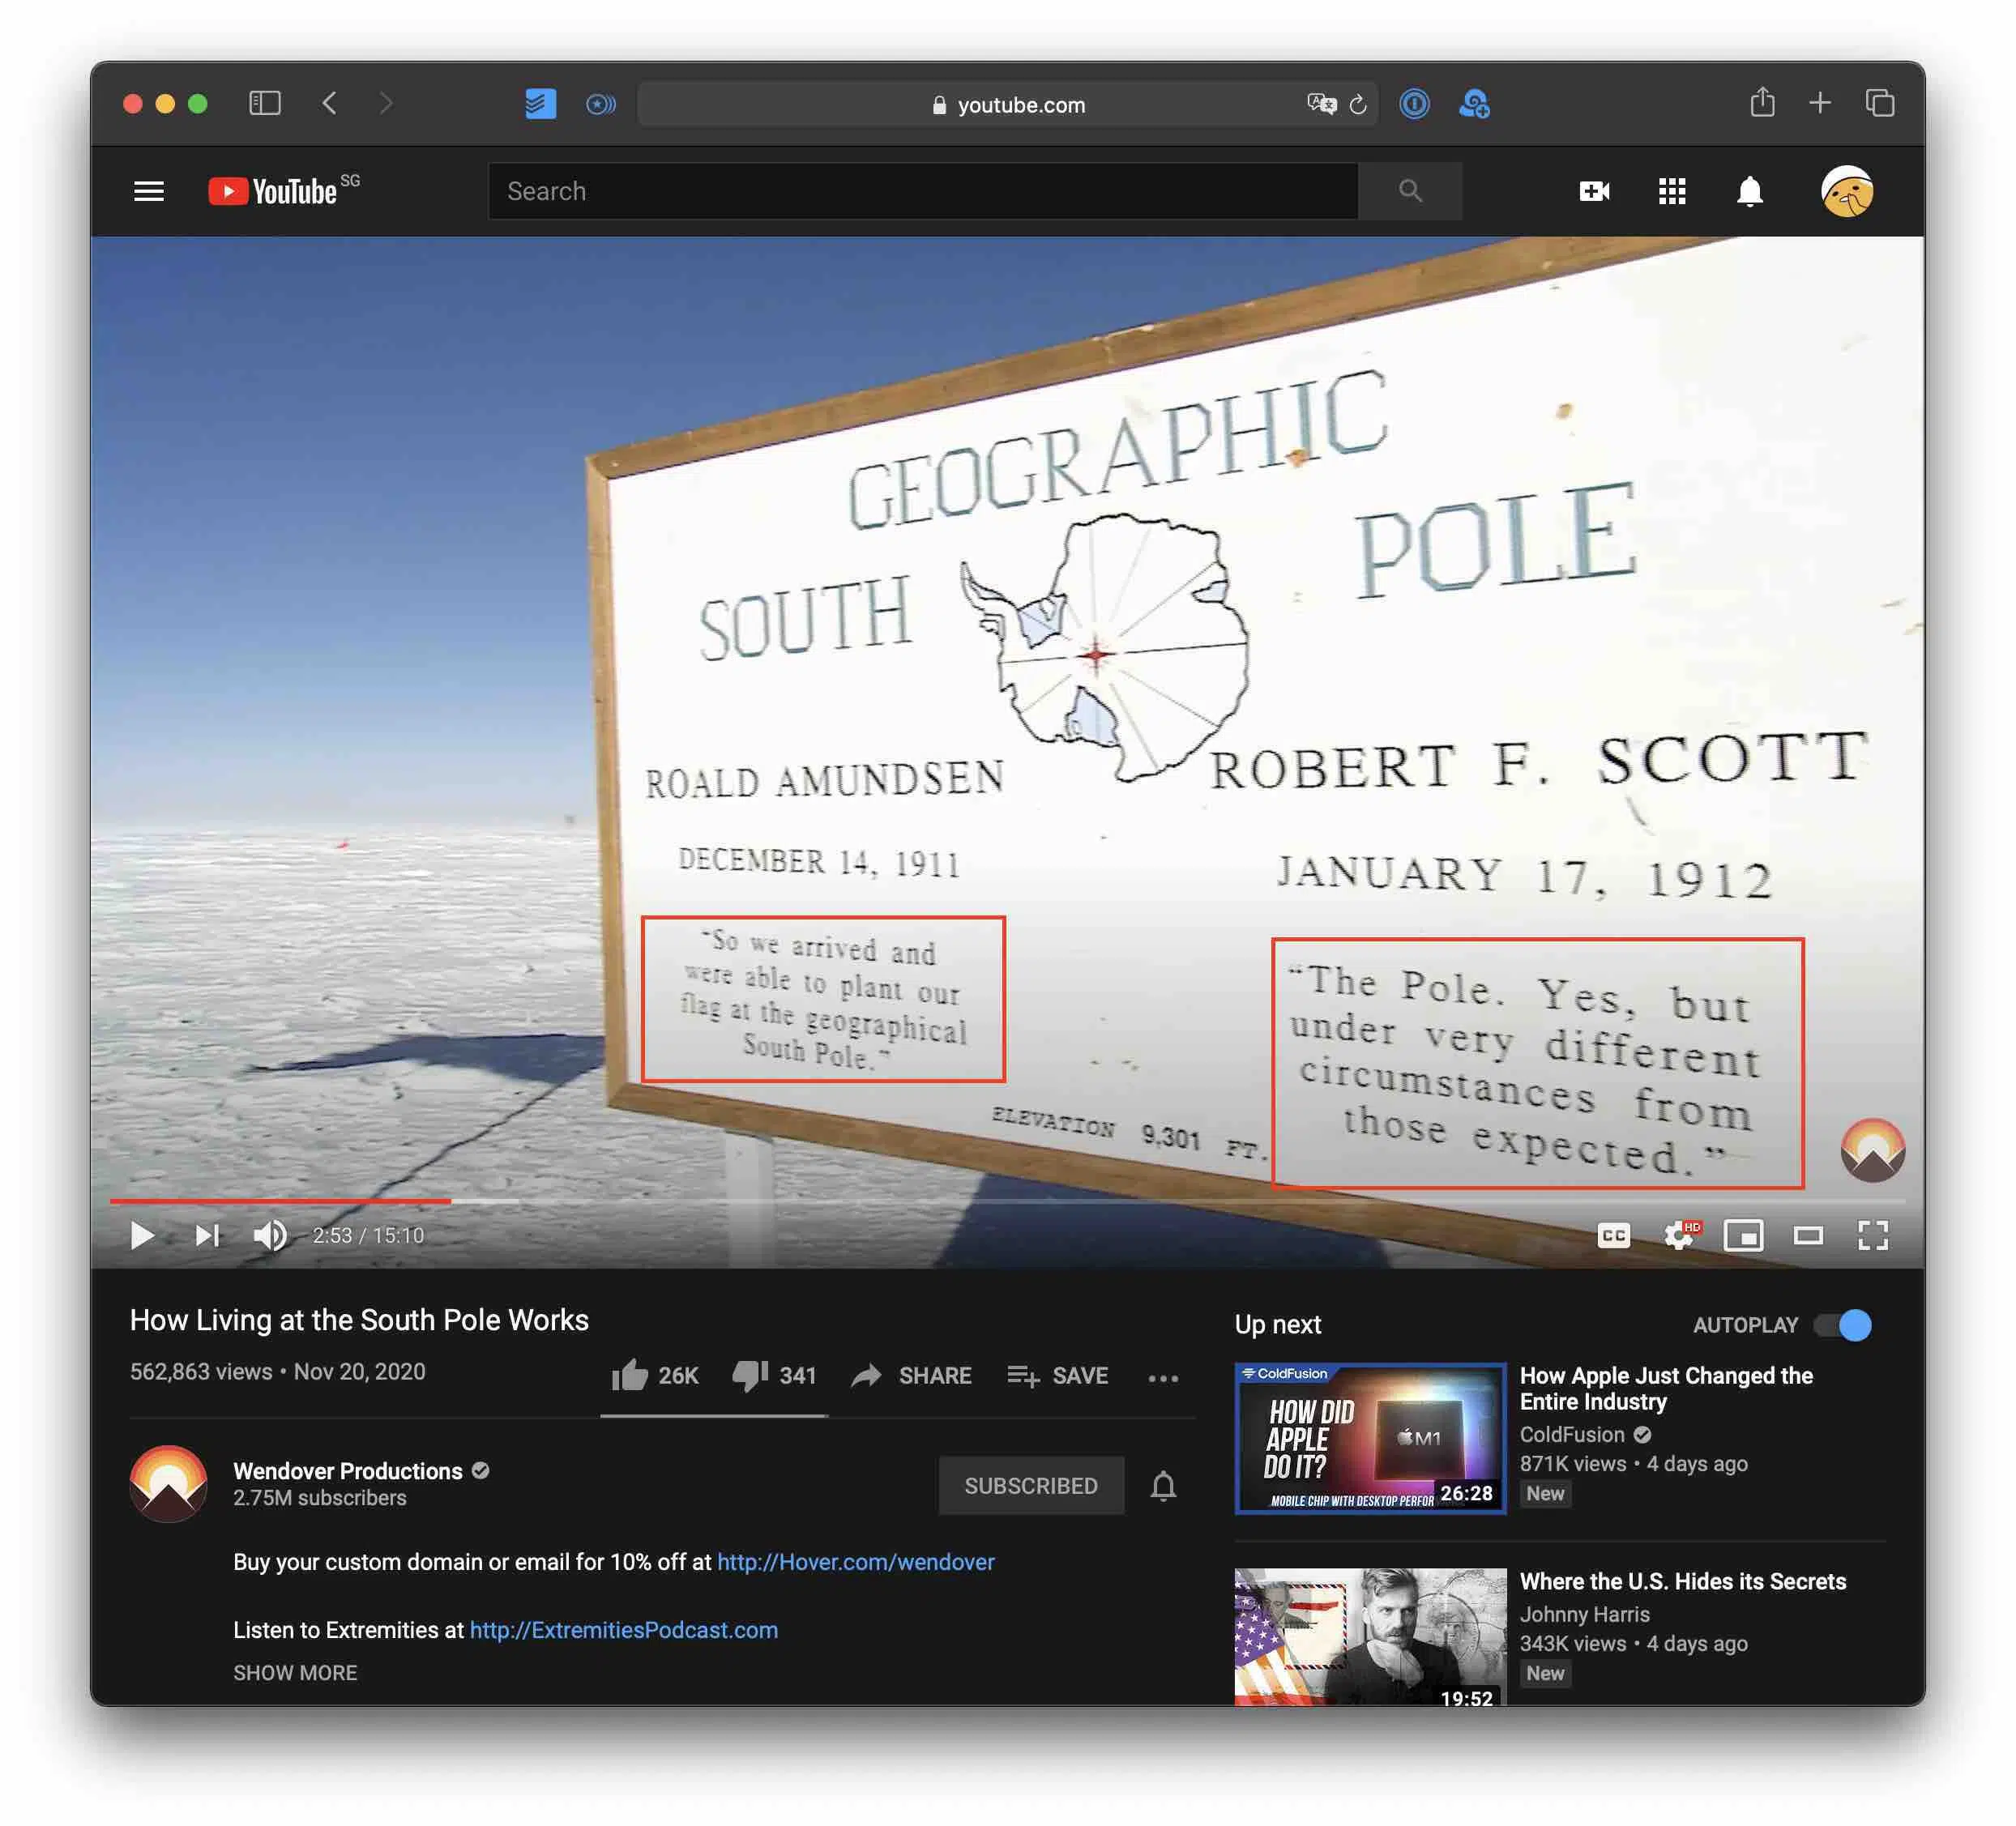 youtube.com
YouTube SG
Search
GEOGRAPHIC
SOUTH POLE
ROALD AMUNDSEN
DECEMBER 14, 1911
"So we arrived and
were able to plant our
flag at the geographical
South Pole."
ROBERT F. SCOTT
JANUARY 17, 1912
"The Pole. Yes, but
under very different
circumstances from
those expected."
ELEVATION 9,301 FT.
2:53 / 15:10
CC
HD
How Living at the South Pole Works
562,863 views • Nov 20, 2020
26K
341
SHARE
SAVE
Wendover Productions
2.75M subscribers
SUBSCRIBED
Buy your custom domain or email for 10% off at http://Hover.com/wendover
Listen to Extremities at http://ExtremitiesPodcast.com
SHOW MORE
Up next
AUTOPLAY
ColdFusion
HOW DID
APPLE
DO IT?
M1
MOBILE CHIP WITH DESKTOP
26:28
How Apple Just Changed the
Entire Industry
ColdFusion
871K views • 4 days ago
New
19:52
Where the U.S. Hides its Secrets
Johnny Harris
343K views • 4 days ago
New